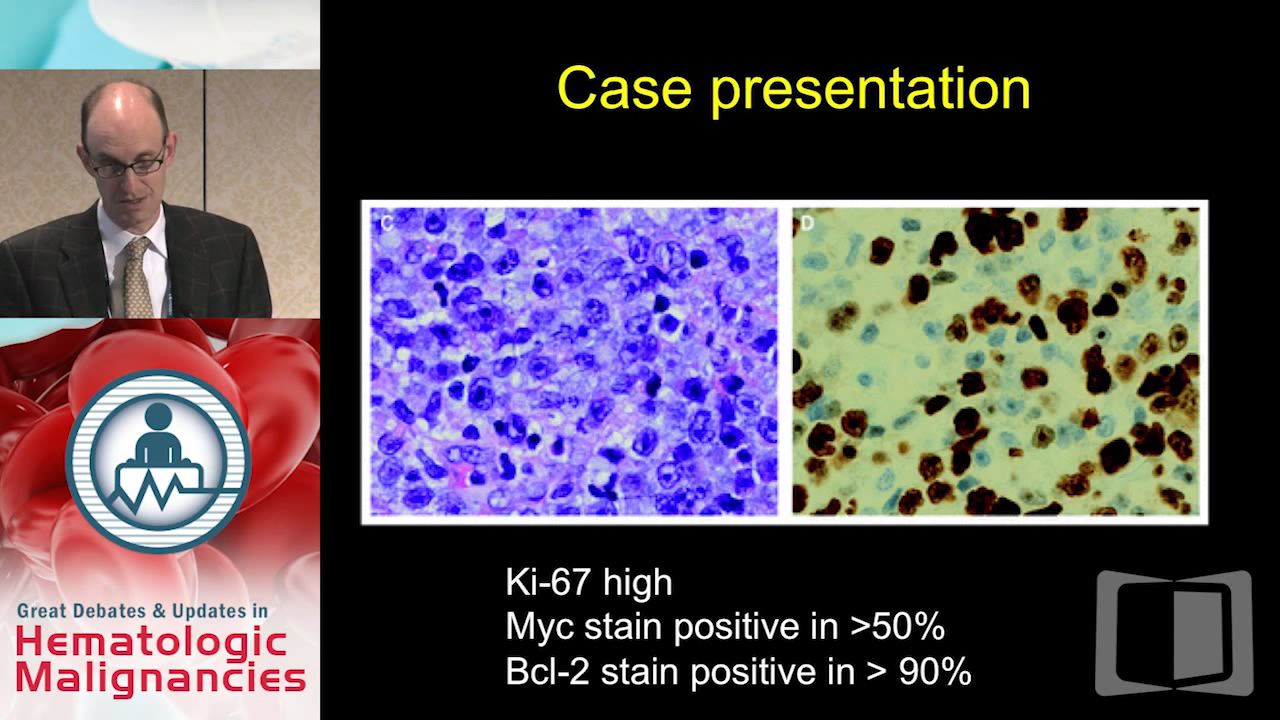 Case presentation
C
D
Ki-67 high
Myc stain positive in >50%
Bcl-2 stain positive in > 90%
Great Debates & Updates in
Hematologic
Malignancies